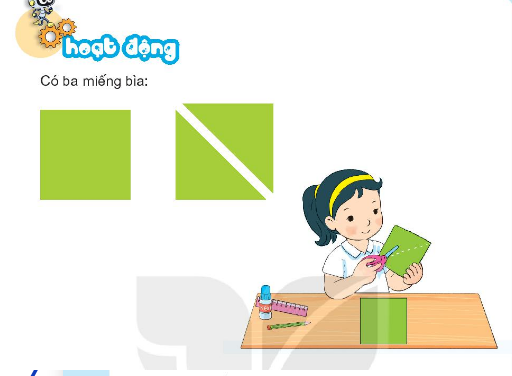 hoạt động
Có ba miếng bìa: